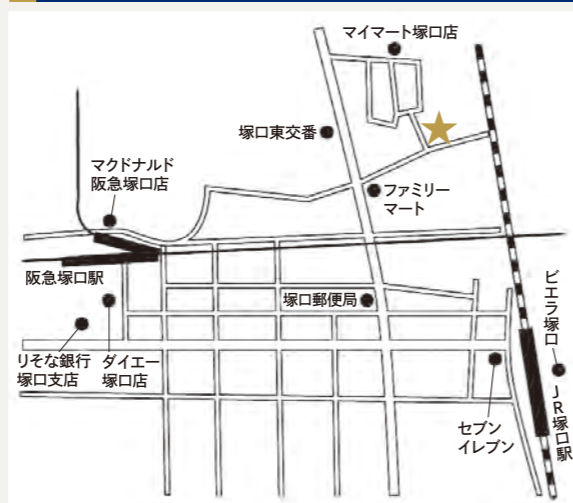 マイマート塚口店
塚口東交番
マクドナルド
阪急塚口店
ファミリー
マート
阪急塚口駅
塚口郵便局
ビエラ塚口
JR塚口駅
りそな銀行
塚口支店
ダイエー
塚口店
セブン
イレブン